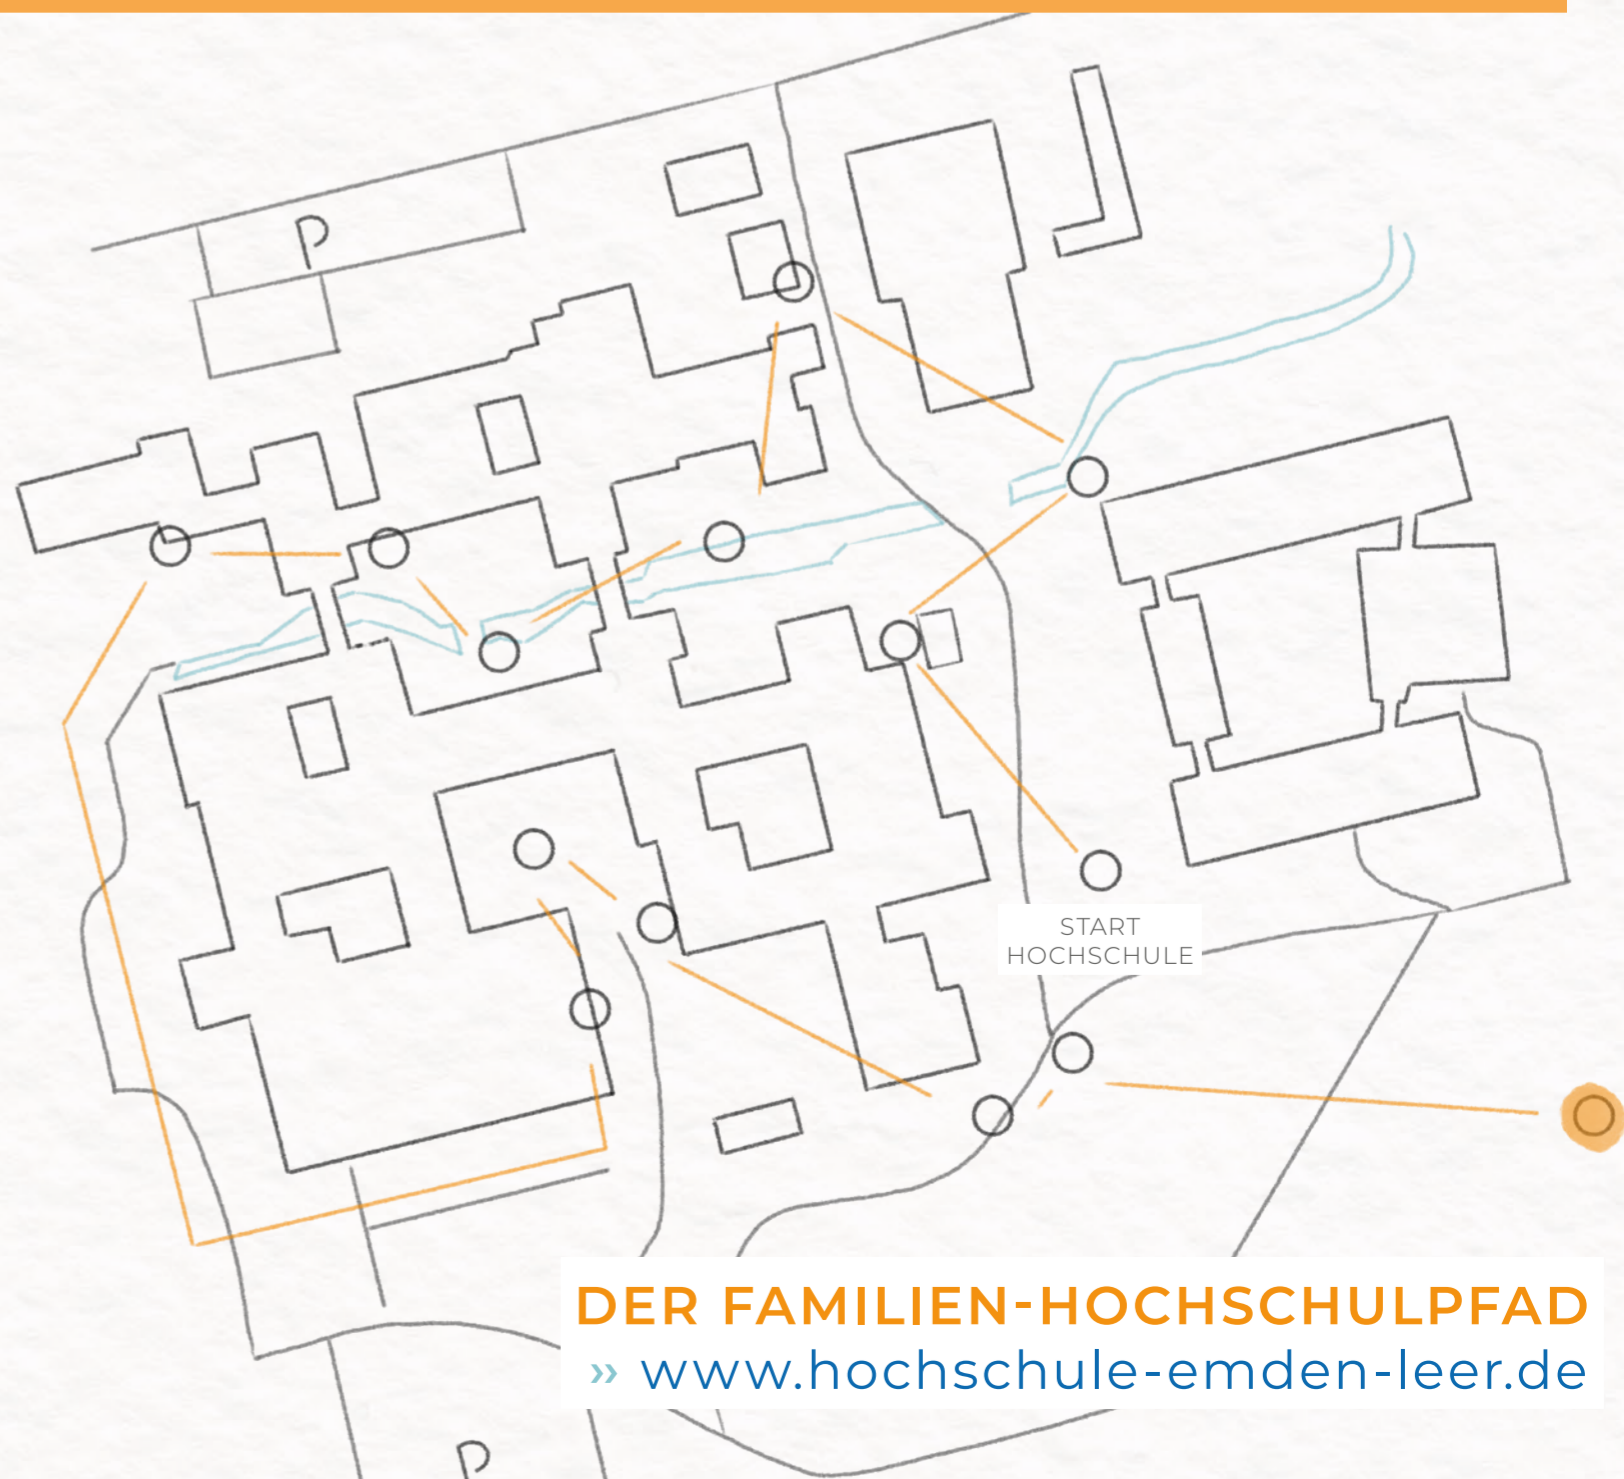 P
START
HOCHSCHULE
DER FAMILIEN-HOCHSCHULPFAD
» www.hochschule-emden-leer.de
P